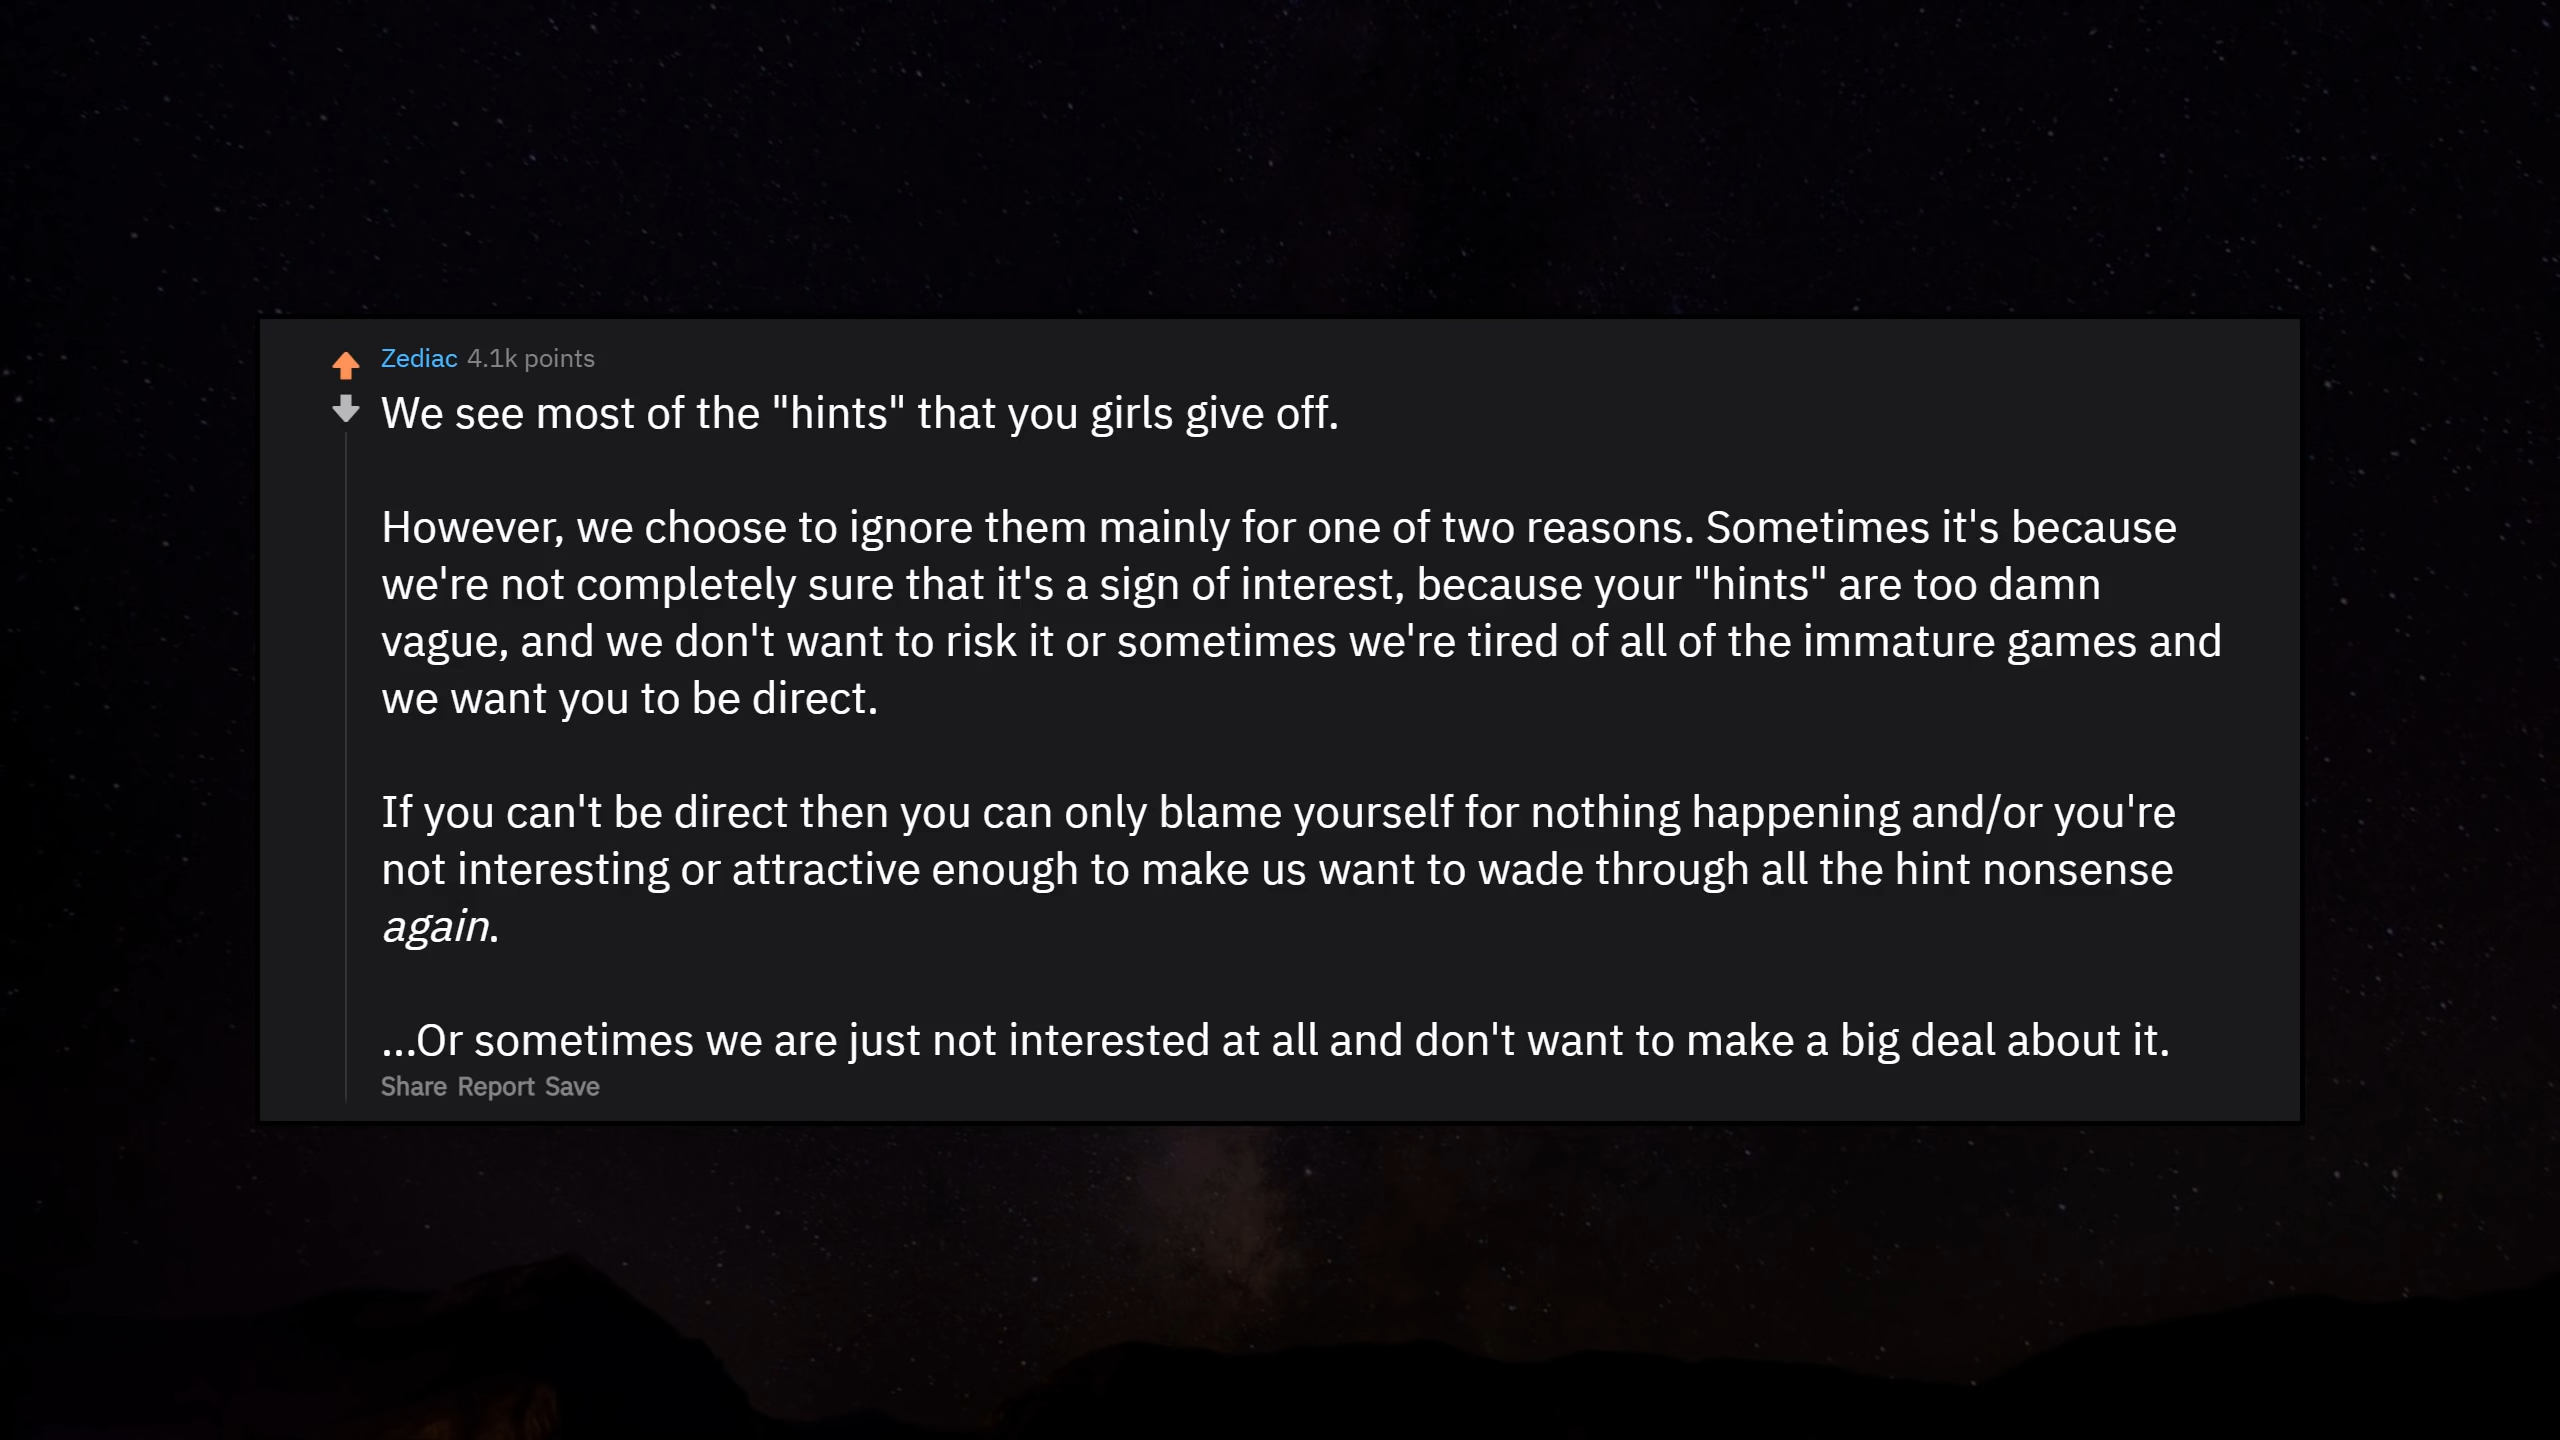 Zediac 4.1k points
We see most of the "hints" that you girls give off.
However, we choose to ignore them mainly for one of two reasons. Sometimes it's because
we're not completely sure that it's a sign of interest, because your "hints" are too damn
vague, and we don't want to risk it or sometimes we're tired of all of the immature games and
we want you to be direct.
If you can't be direct then you can only blame yourself for nothing happening and/or you're
not interesting or attractive enough to make us want to wade through all the hint nonsense
again.
...Or sometimes we are just not interested at all and don't want to make a big deal about it.
Share Report Save